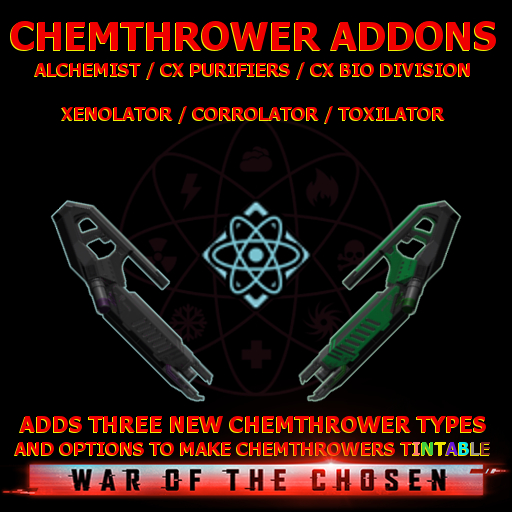 CHEMTHROWER ADDONS
ALCHEMIST / CX PURIFIERS / CX BIO DIVISION
XENOLATOR / CORROLATOR / TOXILATOR
ADDS THREE NEW CHEMTHROWER TYPES
AND OPTIONS TO MAKE CHEMTHROWERS TINTABLE
WAR OF THE CHOSEN